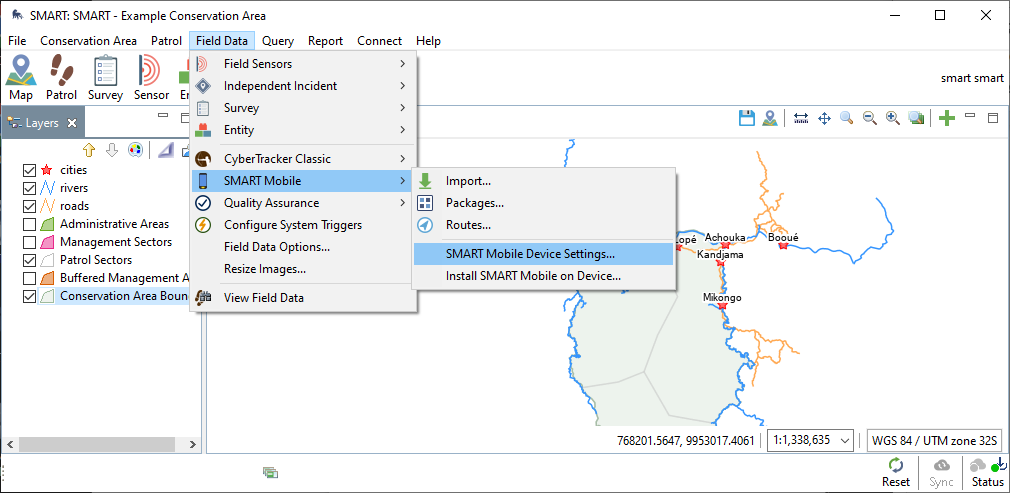 SMART: SMART - Example Conservation Area
File Conservation Area Patrol Field Data Query Report Connect Help
Map Patrol Survey Sensor
smart smart
Layers
cities
rivers
roads
Administrative Areas
Management Sectors
Patrol Sectors
Buffered Management A
Conservation Area Boun
Field Sensors
Independent Incident
Survey
Entity
CyberTracker Classic
SMART Mobile
Quality Assurance
Configure System Triggers
Field Data Options...
Resize Images...
View Field Data
Import...
Packages...
Routes...
SMART Mobile Device Settings...
Install SMART Mobile on Device...
opé
Achouka
Booué
Kandjama
Mikongo
768201.5647, 9953017.4061
1:1,338,635
WGS 84 / UTM zone 32S
Reset
Sync
Status